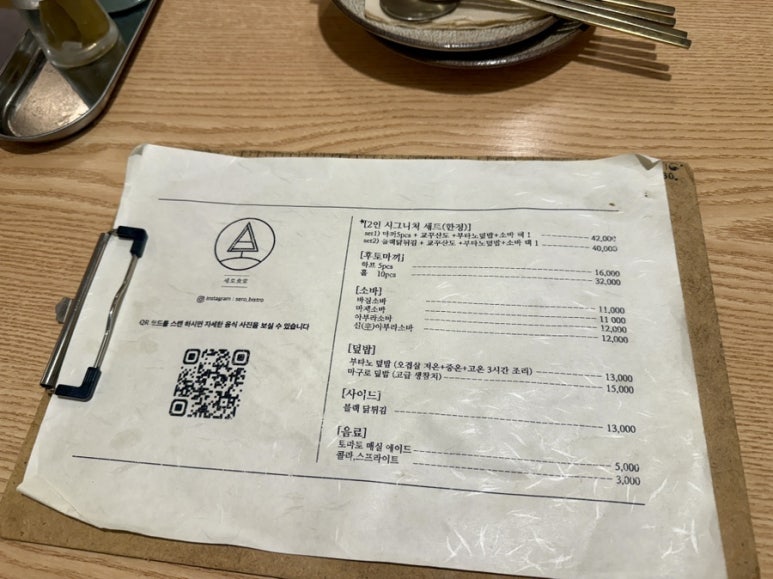 세로食堂
instagram : sero_bistro
QR 코드를 스캔 하시면 자세한 음식 사진을 보실 수 있습니다
*[2인 시그니처 세트(한정)]
set1) 마끼5pcs + 교꾸산도 +부타노덮밥+소바 택 1 42,000
set2) 블랙닭튀김 + 교꾸산도 +부타노덮밥+소바 택 1 40,000
[후토마끼]
하프 5pcs 16,000
홀 10pcs 32,000
[소바]
바질소바 11,000
마제소바 11,000
아부라소바 12,000
신(辛)아부라소바 12,000
[덮밥]
부타노 덮밥 (오겹살 저온+중온+고온 3시간 조리) 13,000
마구로 덮밥 (고급 생참치) 15,000
[사이드]
블랙 닭튀김 13,000
[음료]
토마토 매실 에이드 5,000
콜라,스프라이트 3,000